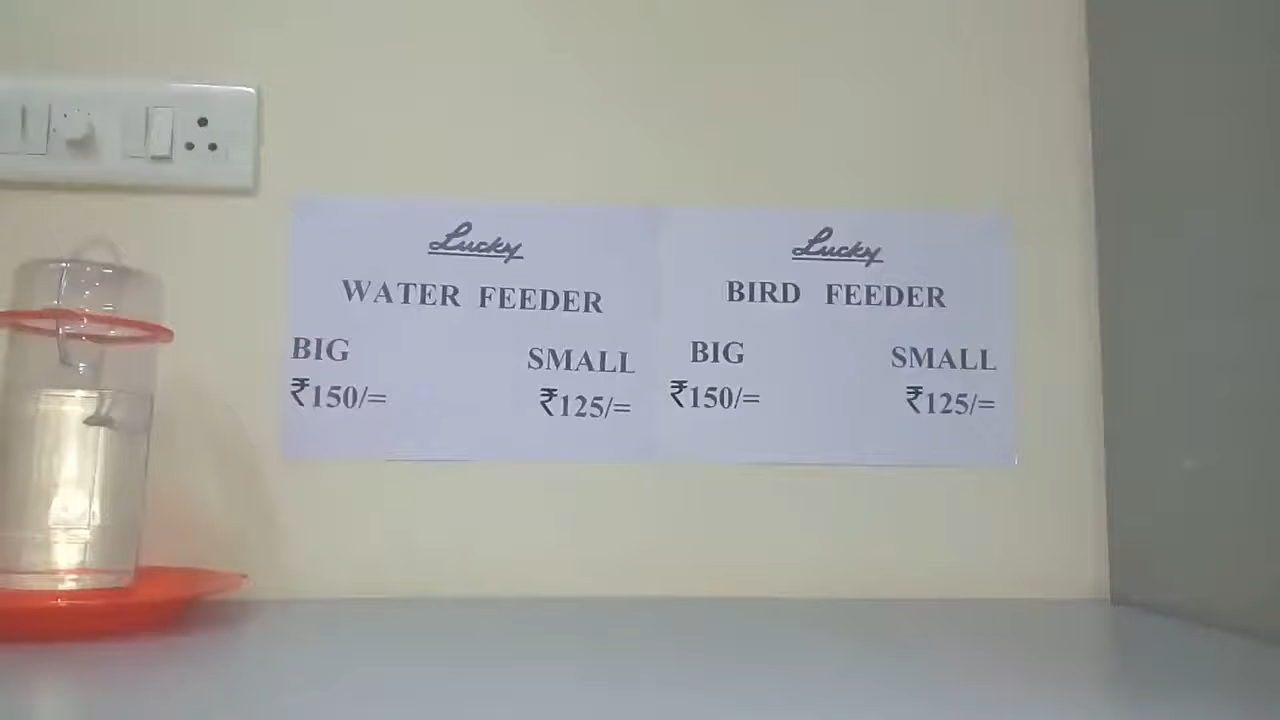 Lucky
WATER FEEDER
BIG SMALL
₹150/= ₹125/=
Lucky
BIRD FEEDER
BIG SMALL
₹150/= ₹125/=